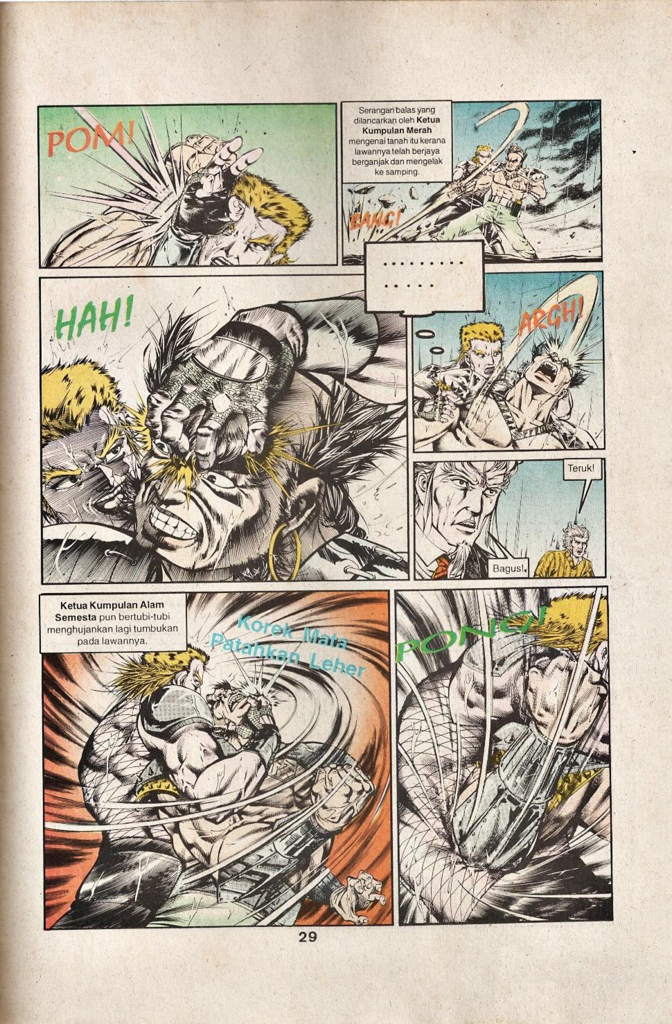 POM!
Serangan balas yang
dilancarkan oleh Ketua
Kumpulan Merah
mengenai tanah itu kerana
lawannya telah berjaya
berganjak dan mengelak
ke samping.
BANG!
.........
.....
HAH!
ARGH!
Teruk!
Bagus!
Ketua Kumpulan Alam
Semesta pun bertubi-tubi
menghujankan lagi tumbukan
pada lawannya.
Korek Mata
Patahkan Leher
PONG!
29